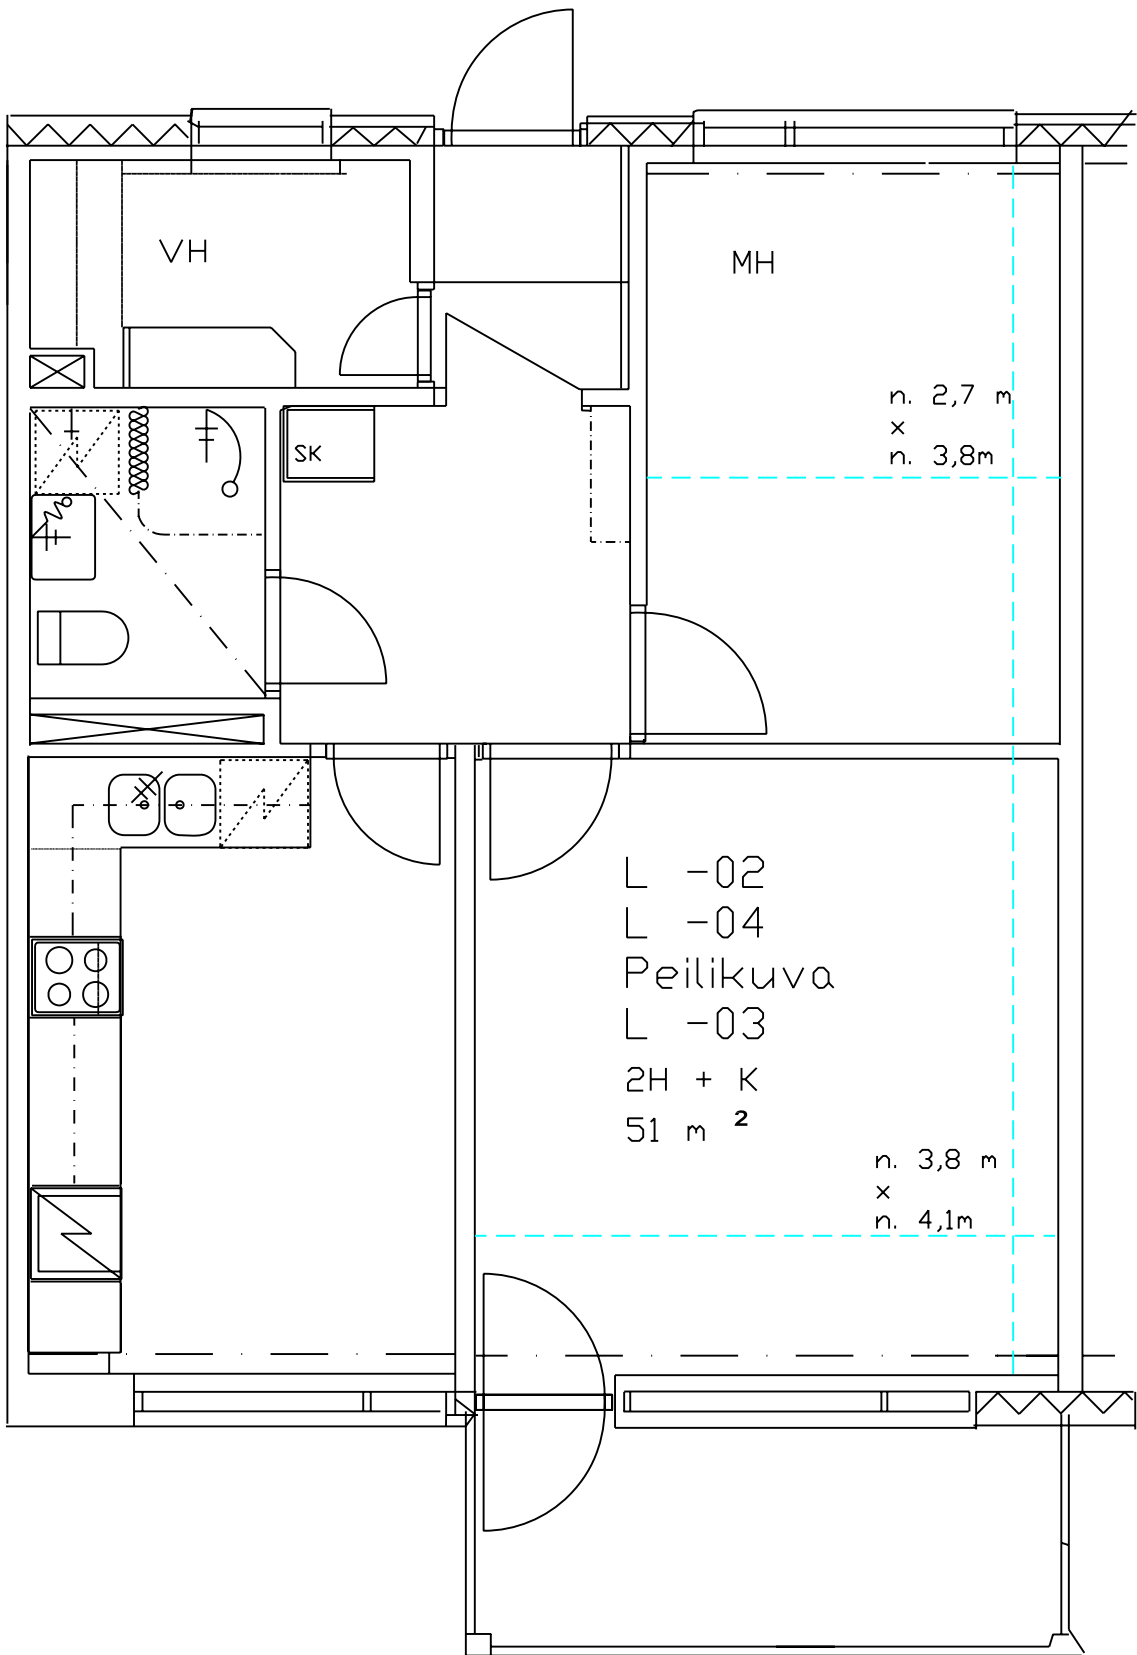 VH
MH
n. 2,7 m
x
n. 3,8m
SK
L -02
L -04
Peilikuva
L -03
2H + K
51 m ²
n. 3,8 m
x
n. 4,1m